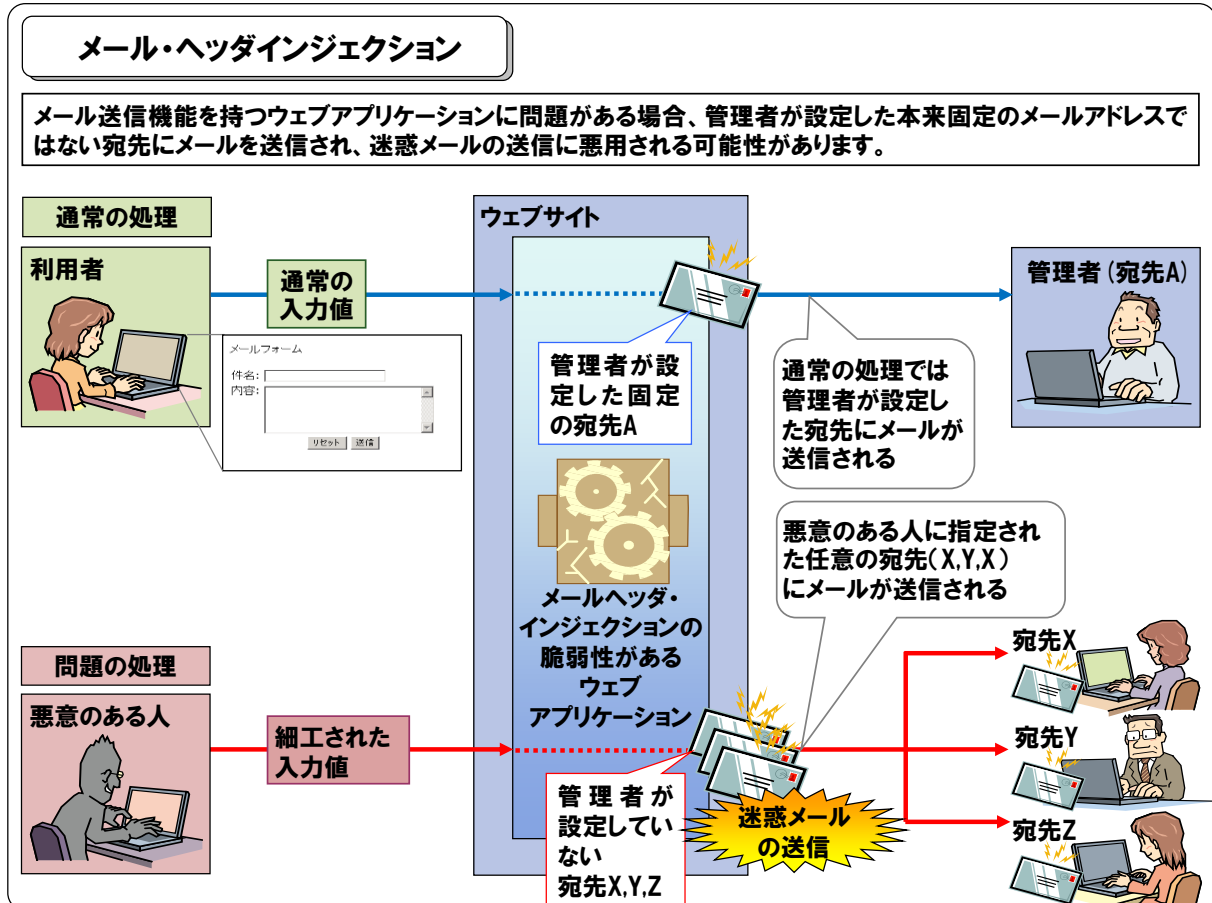 メール・ヘッダインジェクション
メール送信機能を持つウェブアプリケーションに問題がある場合、管理者が設定した本来固定のメールアドレスで
はない宛先にメールを送信され、迷惑メールの送信に悪用される可能性があります。
通常の処理
利用者
通常の
入力値
メールフォーム
件名:
内容:
リセット 送信
ウェブサイト
管理者が設
定した固定
の宛先A
管理者(宛先A)
通常の処理では
管理者が設定し
た宛先にメールが
送信される
メールヘッダ・
インジェクションの
脆弱性がある
ウェブ
アプリケーション
悪意のある人に指定され
た任意の宛先(X,Y,X)
にメールが送信される
問題の処理
悪意のある人
細工された
入力値
管理者が
設定してい
ない
宛先X,Y,Z
迷惑メール
の送信
宛先X
宛先Y
宛先Z